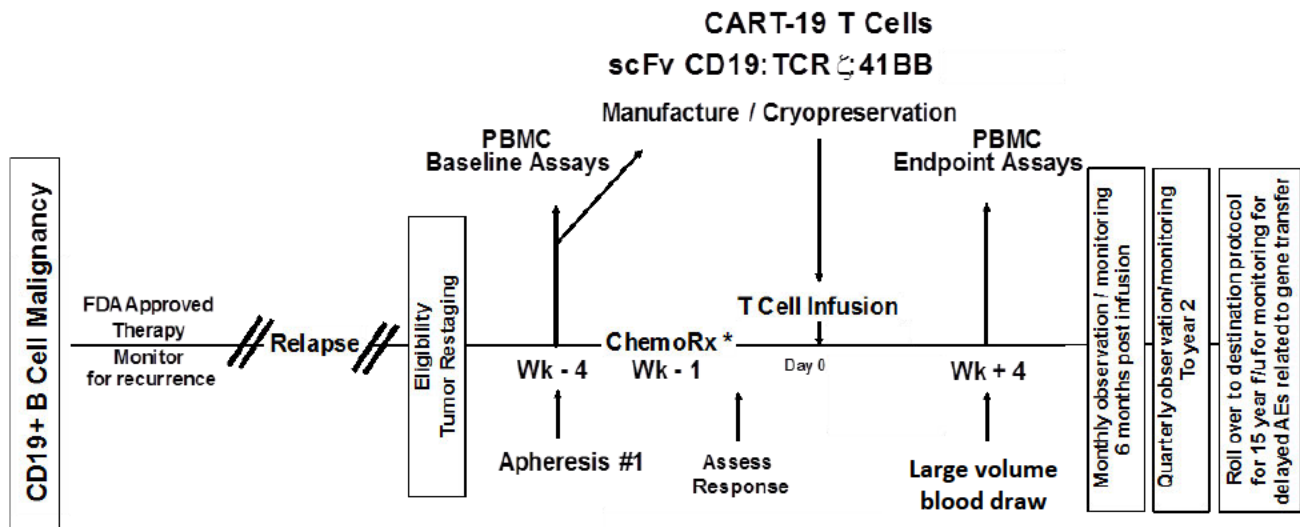 CART-19 T Cells
scFv CD19: TCR ζ: 41BB
Manufacture / Cryopreservation
PBMC
Baseline Assays
PBMC
Endpoint Assays
CD19+ B Cell Malignancy
FDA Approved
Therapy
Monitor
for recurrence
Relapse
Eligibility
Tumor Restaging
T Cell Infusion
ChemoRx *
Wk - 4
Wk - 1
Day 0
Wk + 4
Apheresis #1
Assess
Response
Large volume
blood draw
Monthly observation / monitoring
6 months post infusion
Quarterly observation/monitoring
To year 2
Roll over to destination protocol
for 15 year f/u for monitoring for
delayed AEs related to gene transfer